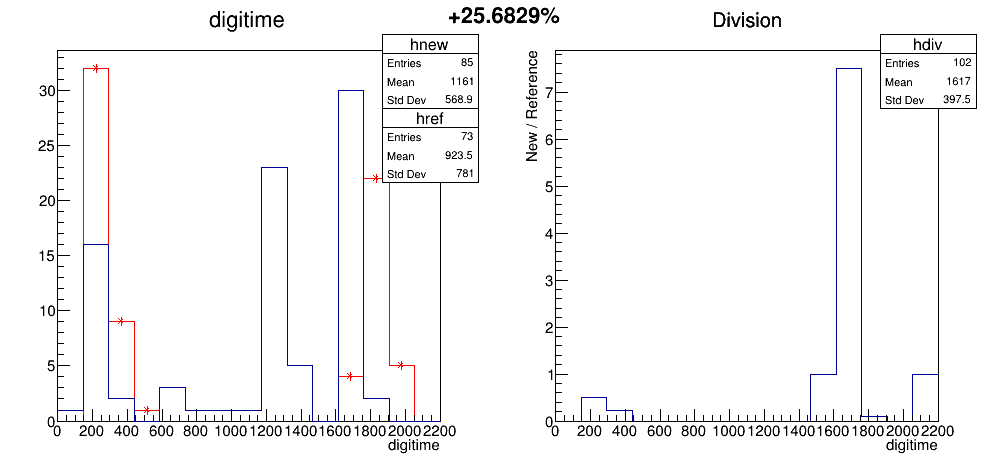 +25.6829%
digitime
hnew
Entries 85
Mean 1161
Std Dev 568.9
href
Entries 73
Mean 923.5
Std Dev 781
30
25
20
15
10
5
0
0 200 400 600 800 1000 1200 1400 1600 1800 2000 2200
digitime
Division
hdiv
Entries 102
Mean 1617
Std Dev 397.5
New / Reference
7
6
5
4
3
2
1
0
0 200 400 600 800 1000 1200 1400 1600 1800 2000 2200
digitime